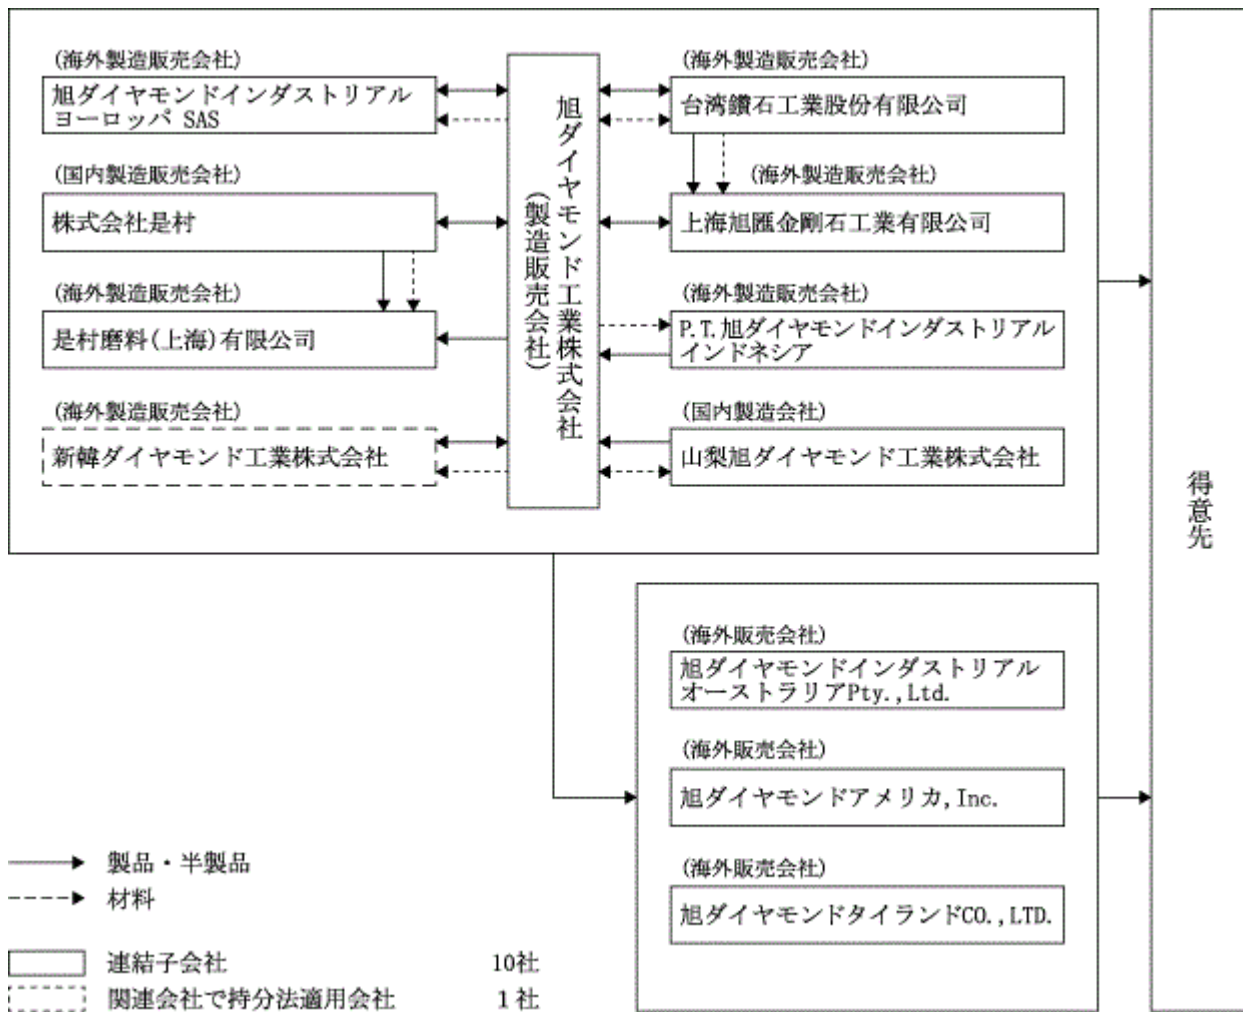 (海外製造販売会社)
旭ダイヤモンドインダストリアル
ヨーロッパ SAS
(国内製造販売会社)
株式会社是村
(海外製造販売会社)
是村磨料(上海)有限公司
(海外製造販売会社)
新韓ダイヤモンド工業株式会社
旭ダイヤモンド工業株式会社
(製造販売会社)
(海外製造販売会社)
台湾鑽石工業股份有限公司
(海外製造販売会社)
上海旭匯金剛石工業有限公司
(海外製造販売会社)
P.T.旭ダイヤモンドインダストリアル
インドネシア
(国内製造会社)
山梨旭ダイヤモンド工業株式会社
得意先
(海外販売会社)
旭ダイヤモンドインダストリアル
オーストラリアPty.,Ltd.
(海外販売会社)
旭ダイヤモンドアメリカ,Inc.
(海外販売会社)
旭ダイヤモンドタイランドCO.,LTD.
製品・半製品
材料
連結子会社 10社
関連会社で持分法適用会社 1社